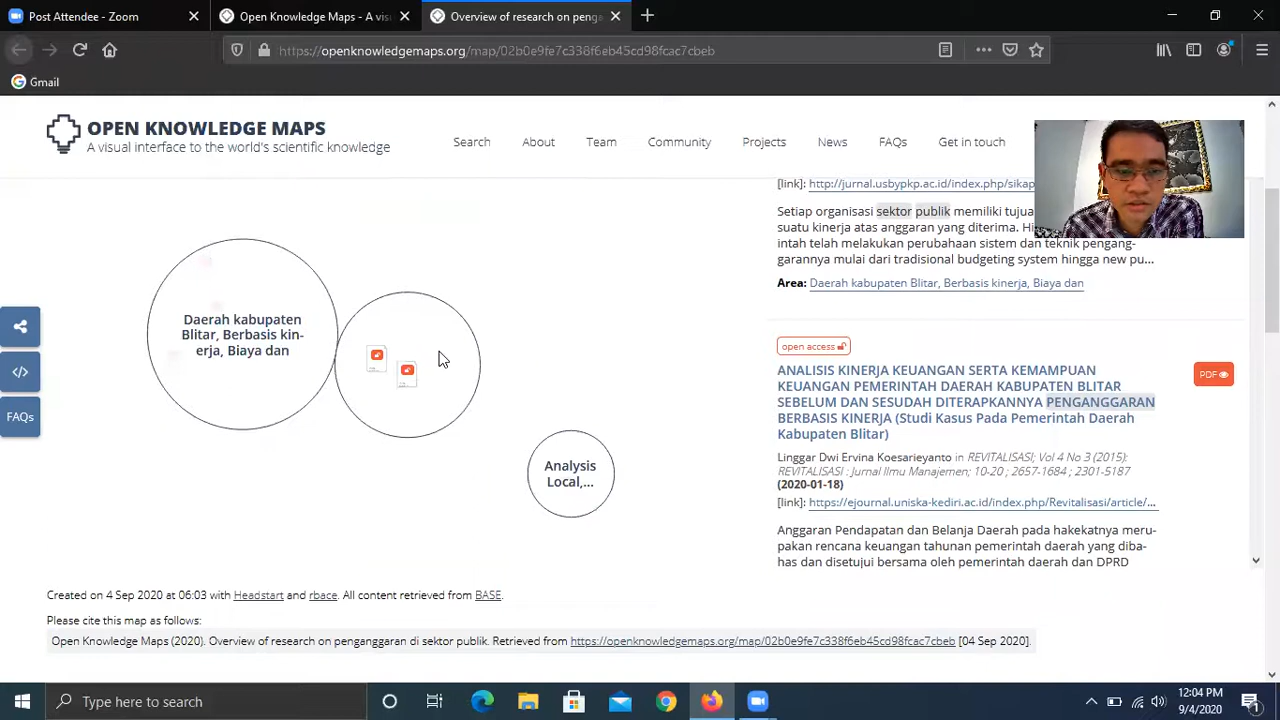 Post Attendee - Zoom
Open Knowledge Maps - A visu
Overview of research on penga
https://openknowledgemaps.org/map/02b0e9fe7c338f6eb45cd98fcac7cbeb
Gmail
OPEN KNOWLEDGE MAPS
A visual interface to the world's scientific knowledge
Search
About
Team
Community
Projects
News
FAQs
Get in touch
[link]: http://jurnal.usbypkp.ac.id/index.php/sikap
Setiap organisasi sektor publik memiliki tujua
suatu kinerja atas anggaran yang diterima. Hi
intah telah melakukan perubahaan sistem dan teknik pengang-
garannya mulai dari tradisional budgeting system hingga new pu...
Area: Daerah kabupaten Blitar, Berbasis kinerja, Biaya dan
open access
ANALISIS KINERJA KEUANGAN SERTA KEMAMPUAN
KEUANGAN PEMERINTAH DAERAH KABUPATEN BLITAR
SEBELUM DAN SESUDAH DITERAPKANNYA PENGANGGARAN
BERBASIS KINERJA (Studi Kasus Pada Pemerintah Daerah
Kabupaten Blitar)
PDF
Linggar Dwi Ervina Koesarieyanto in REVITALISASI; Vol 4 No 3 (2015):
REVITALISASI : Jurnal Ilmu Manajemen; 10-20 ; 2657-1684 ; 2301-5187
(2020-01-18)
[link]: https://ejournal.uniska-kediri.ac.id/index.php/Revitalisasi/article/...
Anggaran Pendapatan dan Belanja Daerah pada hakekatnya meru-
pakan rencana keuangan tahunan pemerintah daerah yang diba-
has dan disetujui bersama oleh pemerintah daerah dan DPRD
Daerah kabupaten
Blitar, Berbasis kin-
erja, Biaya dan
Analysis
Local,...
FAQs
Created on 4 Sep 2020 at 06:03 with Headstart and rbace. All content retrieved from BASE.
Please cite this map as follows:
Open Knowledge Maps (2020). Overview of research on penganggaran di sektor publik. Retrieved from https://openknowledgemaps.org/map/02b0e9fe7c338f6eb45cd98fcac7cbeb [04 Sep 2020].
Type here to search
12:04 PM
9/4/2020
1